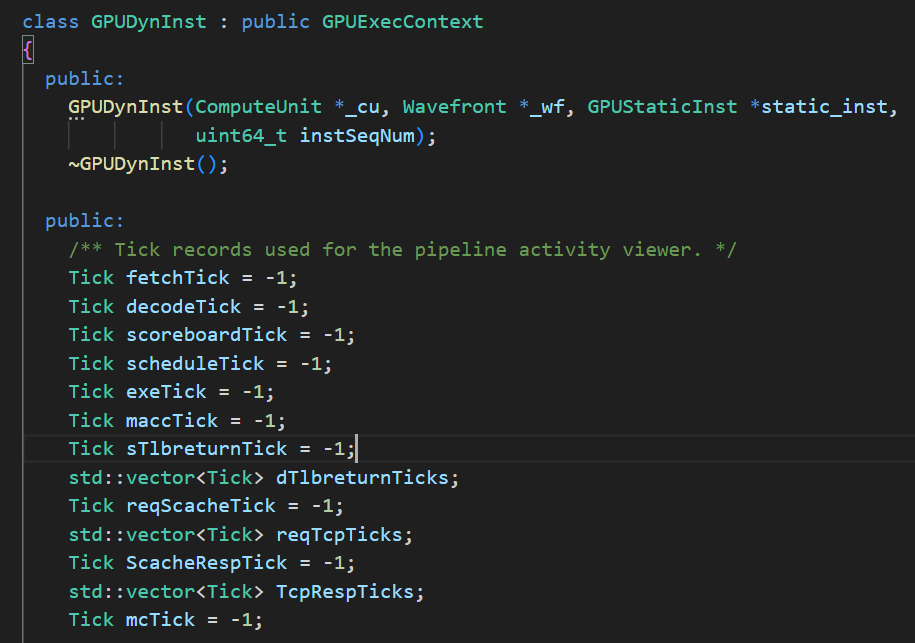 class GPUDynInst : public GPUExecContext
{
public:
GPUDynInst(ComputeUnit *_cu, Wavefront *_wf, GPUStaticInst *static_inst,
uint64_t instSeqNum);
~GPUDynInst();
public:
/** Tick records used for the pipeline activity viewer. */
Tick fetchTick = -1;
Tick decodeTick = -1;
Tick scoreboardTick = -1;
Tick scheduleTick = -1;
Tick exeTick = -1;
Tick maccTick = -1;
Tick sTlbreturnTick = -1;
std::vector<Tick> dTlbreturnTicks;
Tick reqScacheTick = -1;
std::vector<Tick> reqTcpTicks;
Tick ScacheRespTick = -1;
std::vector<Tick> TcpRespTicks;
Tick mcTick = -1;